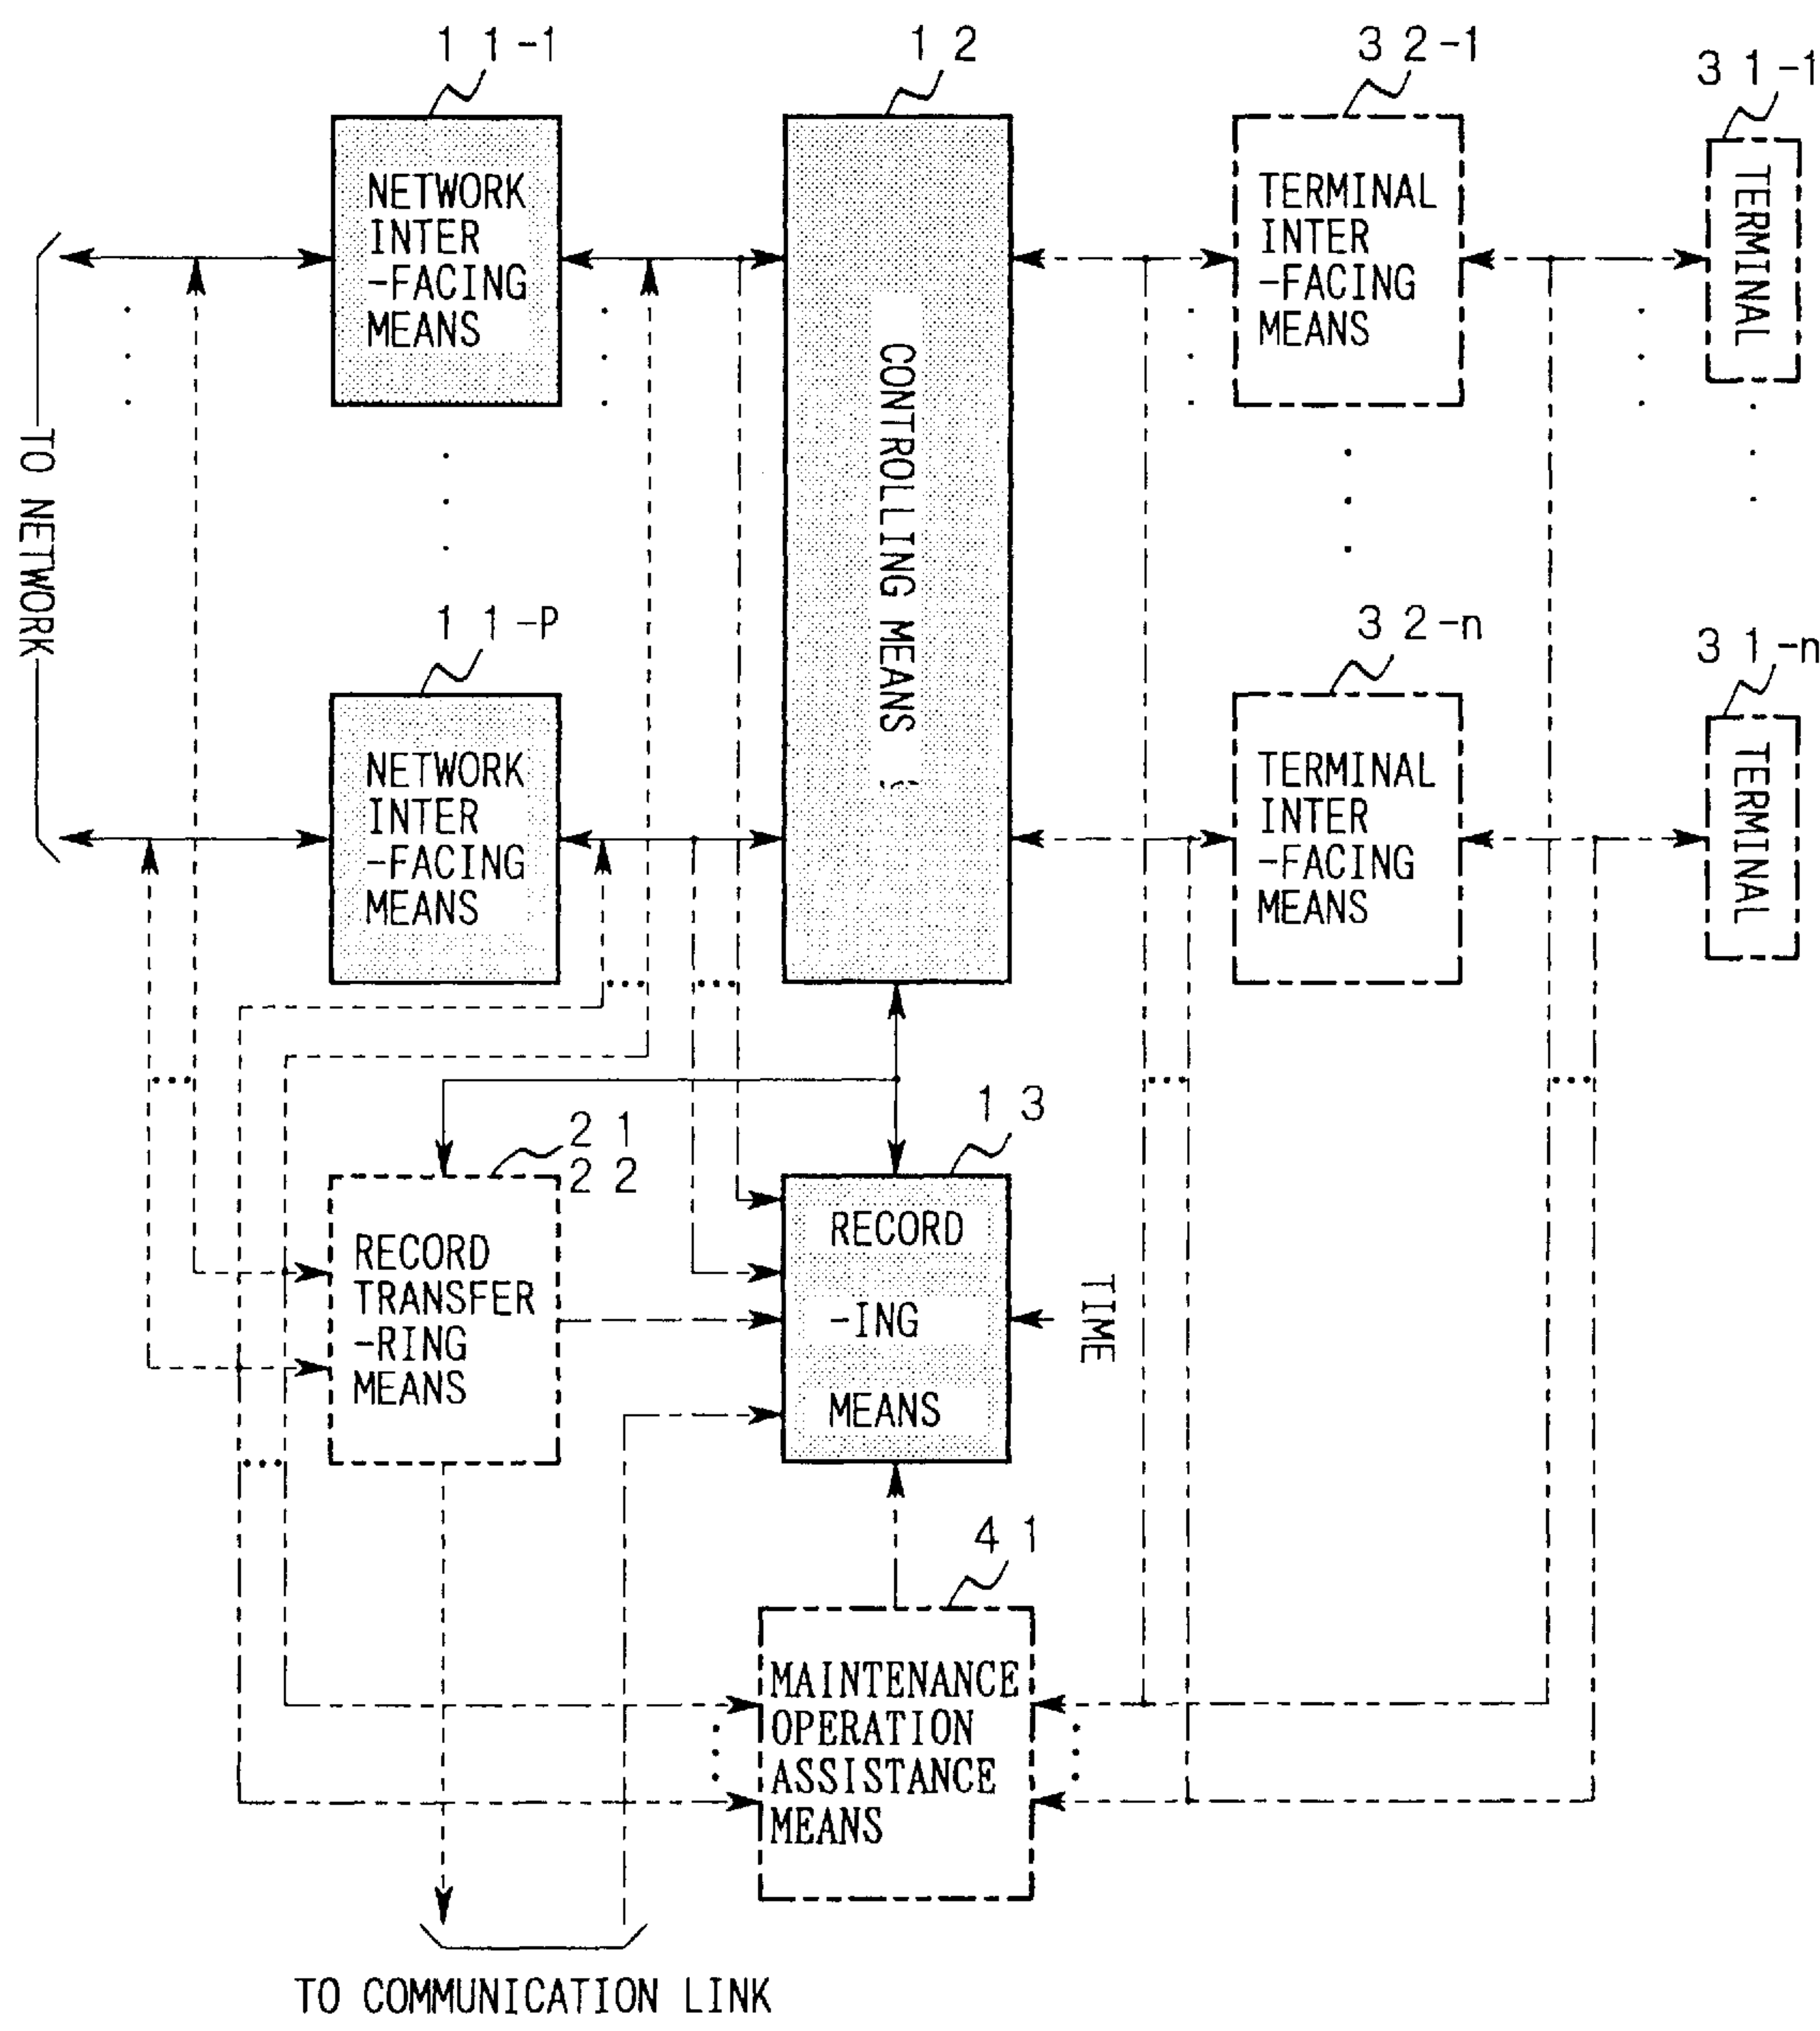 11-1
12
32-1
31-1
NETWORK
INTER
-FACING
MEANS
CONTROLLING MEANS
TERMINAL
INTER
-FACING
MEANS
TERMINAL
TO NETWORK
11-P
32-n
31-n
NETWORK
INTER
-FACING
MEANS
TERMINAL
INTER
-FACING
MEANS
TERMINAL
21
22
13
RECORD
TRANSFER
-RING
MEANS
RECORD
-ING
MEANS
TIME
41
MAINTENANCE
OPERATION
ASSISTANCE
MEANS
TO COMMUNICATION LINK